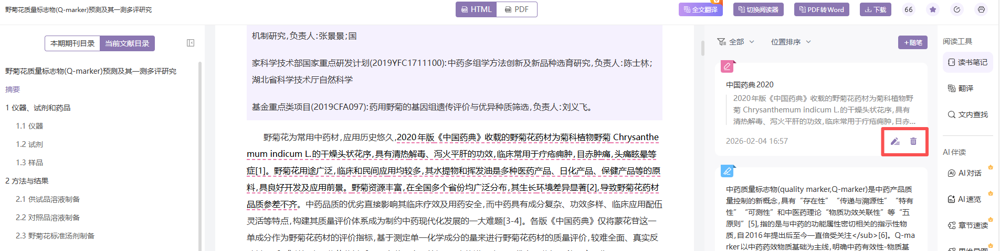 野菊花质量标志物(Q-marker)预测及其一测多评研究
HTML
PDF
全文翻译
切换阅读器
PDF转Word
下载
66
本期期刊目录
当前文献目录
野菊花质量标志物(Q-marker)预测及其一测多评研究
摘要
1 仪器、试剂和药品
1.1 仪器
1.2 试剂
1.3 样品
2 方法与结果
2.1 供试品溶液制备
2.2 对照品溶液制备
2.3 野菊花标准汤剂制备
机制研究,负责人:张景景;国
家科学技术部国家重点研发计划(2019YFC1711100):中药多组学方法创新及新品种选育研究,负责人:陈士林;
湖北省科学技术厅自然科学
基金重点类项目(2019CFA097):药用野菊的基因组遗传评价与优异种质筛选,负责人:刘义飞。
野菊花为常用中药材,应用历史悠久,2020年版《中国药典》收载的野菊花药材为菊科植物野菊 Chrysanthe
mum indicum L.的干燥头状花序,具有清热解毒、泻火平肝的功效,临床常用于疔疮痈肿,目赤肿痛,头痛眩晕等
症[1]。野菊花用途广泛,临床和民间应用均较多,其水提物和挥发油是多种医药产品、日化产品、保健产品等的原
料,具良好开发及应用前景。野菊资源丰富,在全国多个省份均广泛分布,其生长环境差异显著[2],导致野菊花药材
品质参差不齐。中药品质的优劣直接影响其临床疗效及用药安全,而中药具有成分复杂、功效多样、临床应用配伍
灵活等特点,构建其质量评价体系成为制约中药现代化发展的一大难题[3-4]。各版《中国药典》仅将蒙花苷这一
单成分作为野菊花药材的评价指标,基于测定单一化学成分的量来进行野菊花药材的质量评价,较难全面、真实反
全部
位置排序
+随笔
中国药典2020
2020年版《中国药典》收载的野菊花药材为菊科植物野
菊 Chrysanthemum indicum L.的干燥头状花序,具有
清热解毒、泻火平肝的功效,临床常用于疔疮痈肿,目赤...
2026-02-04 16:57
中药质量标志物(quality marker,Q-marker)是中药产品质
量控制的新概念,具有“存在性”“传递与溯源性”“特有
性”“可测性”和中医药理论“物质功效关联性”等“五
原则”[5],指的是与中药的功能属性密切相关的指示性物
质,自2016年提出后至今一直倍受关注</sub>[6]。Q-ma
rker以中药药效物质基础为主线,明确中药有效性-物质基
阅读工具
读书笔记
翻译
文内查找
AI伴读
AI对话
AI速览
章节速读